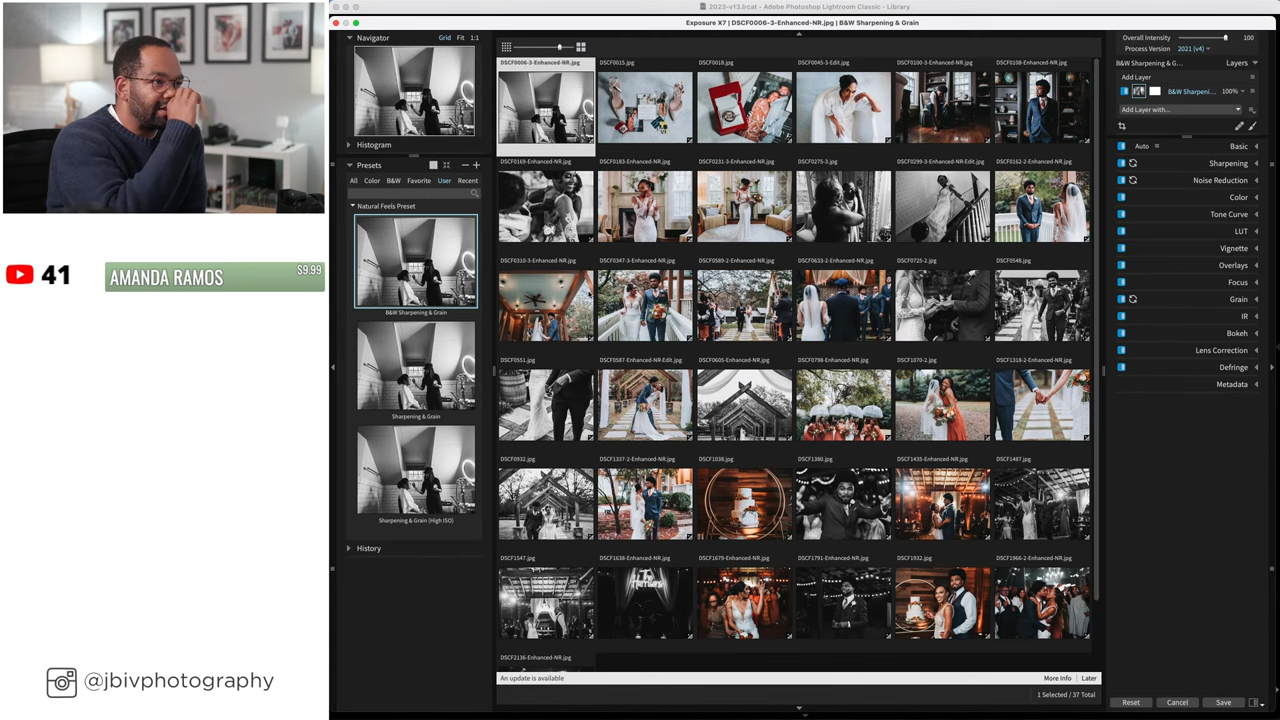 2023-v13.lrcat - Adobe Photoshop Lightroom Classic - Library
Exposure X7 | DSCF0006-3-Enhanced-NR.jpg | B&W Sharpening & Grain
Navigator Grid Fit 1:1
Histogram
Presets
All Color B&W Favorite User Recent
Natural Feels Preset
B&W Sharpening & Grain
Sharpening & Grain
Sharpening & Grain (High ISO)
History
DSCF0006-3-Enhanced-NR.jpg DSCF0015.jpg DSCF0018.jpg DSCF0045-3-Edit.jpg DSCF0100-3-Enhanced-NR.jpg DSCF0108-Enhanced-NR.jpg
DSCF0169-Enhanced-NR.jpg DSCF0183-Enhanced-NR.jpg DSCF0231-3-Enhanced-NR.jpg DSCF0275-3.jpg DSCF0299-3-Enhanced-NR-Edit.jpg DSCF0162-2-Enhanced-NR.jpg
DSCF0310-3-Enhanced-NR.jpg DSCF0347-3-Enhanced-NR.jpg DSCF0589-2-Enhanced-NR.jpg DSCF0633-2-Enhanced-NR.jpg DSCF0725-2.jpg DSCF0548.jpg
DSCF0551.jpg DSCF0587-Enhanced-NR-Edit.jpg DSCF0605-Enhanced-NR.jpg DSCF0798-Enhanced-NR.jpg DSCF1070-2.jpg DSCF1318-2-Enhanced-NR.jpg
DSCF0932.jpg DSCF1337-2-Enhanced-NR.jpg DSCF1038.jpg DSCF1380.jpg DSCF1435-Enhanced-NR.jpg DSCF1487.jpg
DSCF1547.jpg DSCF1638-Enhanced-NR.jpg DSCF1679-Enhanced-NR.jpg DSCF1791-Enhanced-NR.jpg DSCF1932.jpg DSCF1966-2-Enhanced-NR.jpg
DSCF2136-Enhanced-NR.jpg
An update is available More Info Later
1 Selected / 37 Total
Overall Intensity 100
Process Version 2021 (v4)
B&W Sharpening & G... Layers
Add Layer
B&W Sharpeni... 100%
Add Layer with...
Auto Basic
Sharpening
Noise Reduction
Color
Tone Curve
LUT
Vignette
Overlays
Focus
Grain
IR
Bokeh
Lens Correction
Defringe
Metadata
Reset Cancel Save
41
AMANDA RAMOS $9.99
@jbivphotography